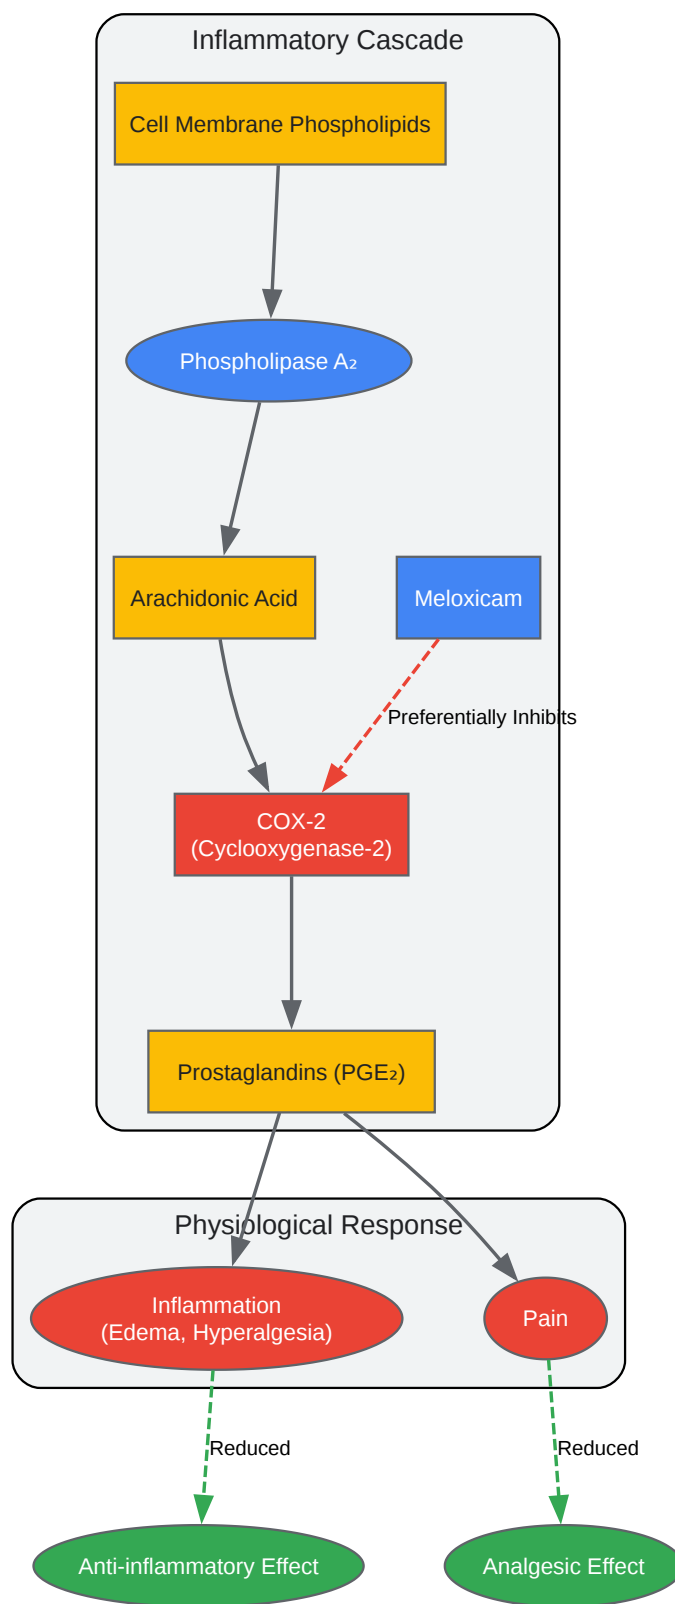 Inflammatory Cascade
Cell Membrane Phospholipids
Phospholipase A₂
Arachidonic Acid
Meloxicam
Preferentially Inhibits
COX-2
(Cyclooxygenase-2)
Prostaglandins (PGE₂)
Physiological Response
Inflammation
(Edema, Hyperalgesia)
Pain
Reduced
Reduced
Anti-inflammatory Effect
Analgesic Effect